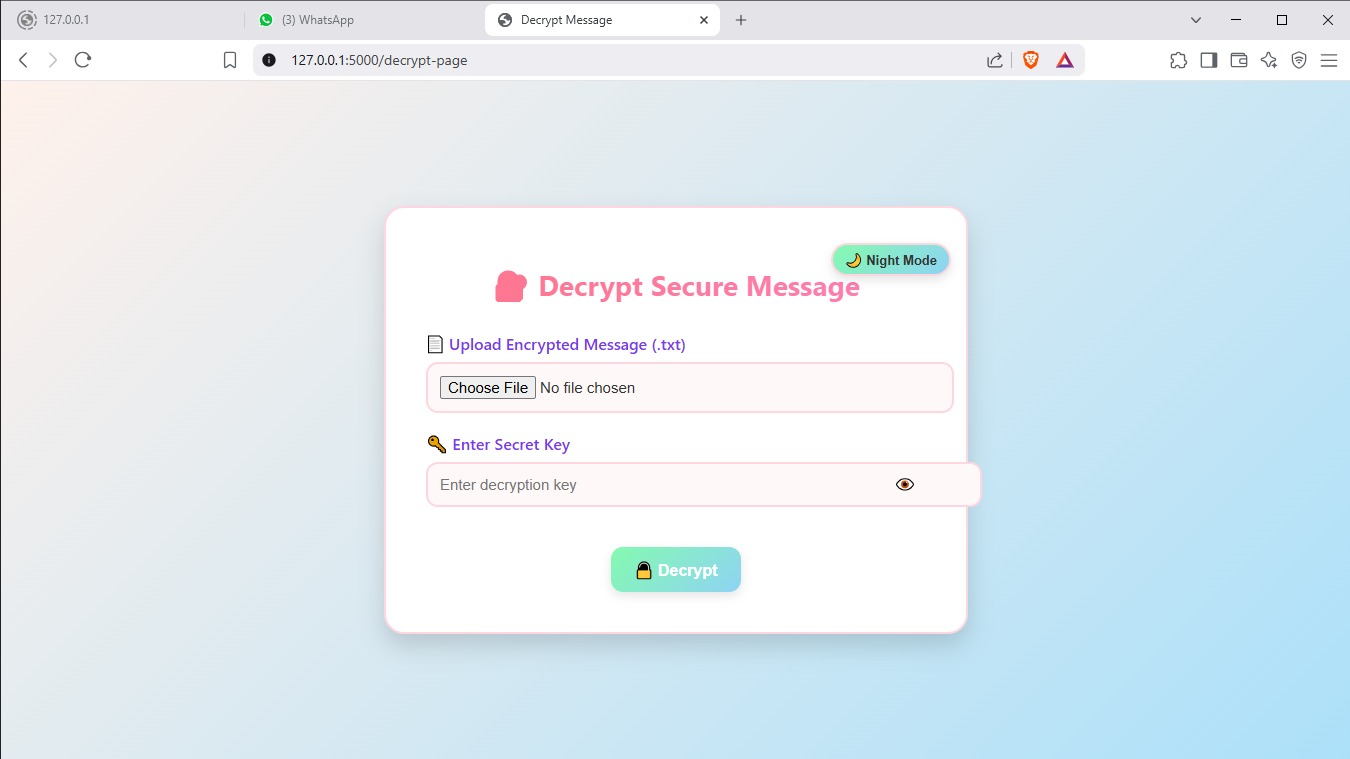 127.0.0.1
(3) WhatsApp
Decrypt Message
127.0.0.1:5000/decrypt-page
Night Mode
Decrypt Secure Message
Upload Encrypted Message (.txt)
Choose File No file chosen
Enter Secret Key
Enter decryption key
Decrypt